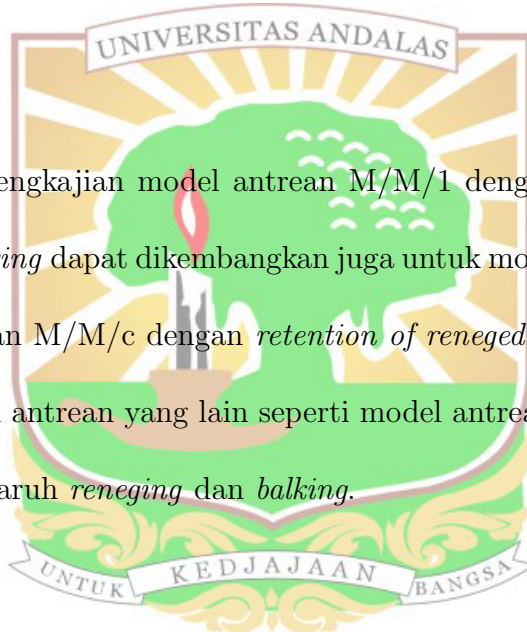 UNIVERSITAS ANDALAS
engkajian model antrean M/M/1 deng
ing dapat dikembangkan juga untuk mo
an M/M/c dengan retention of reneged
antrean yang lain seperti model antrea
aruh reneging dan balking.
UNTUK KEDJAJAAN BANGSA